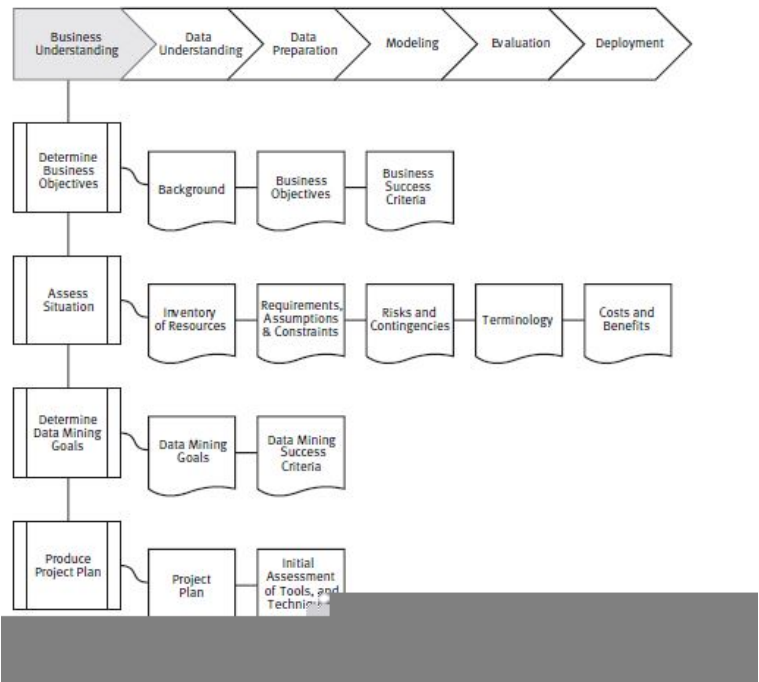 Business
Understanding
Data
Understanding
Data
Preparation
Modeling
Evaluation
Deployment
Determine
Business
Objectives
Background
Business
Objectives
Business
Success
Criteria
Assess
Situation
Inventory
of Resources
Requirements,
Assumptions
& Constraints
Risks and
Contingencies
Terminology
Costs and
Benefits
Determine
Data Mining
Goals
Data Mining
Goals
Data Mining
Success
Criteria
Produce
Project Plan
Project
Plan
Initial
Assessment
of Tools, and